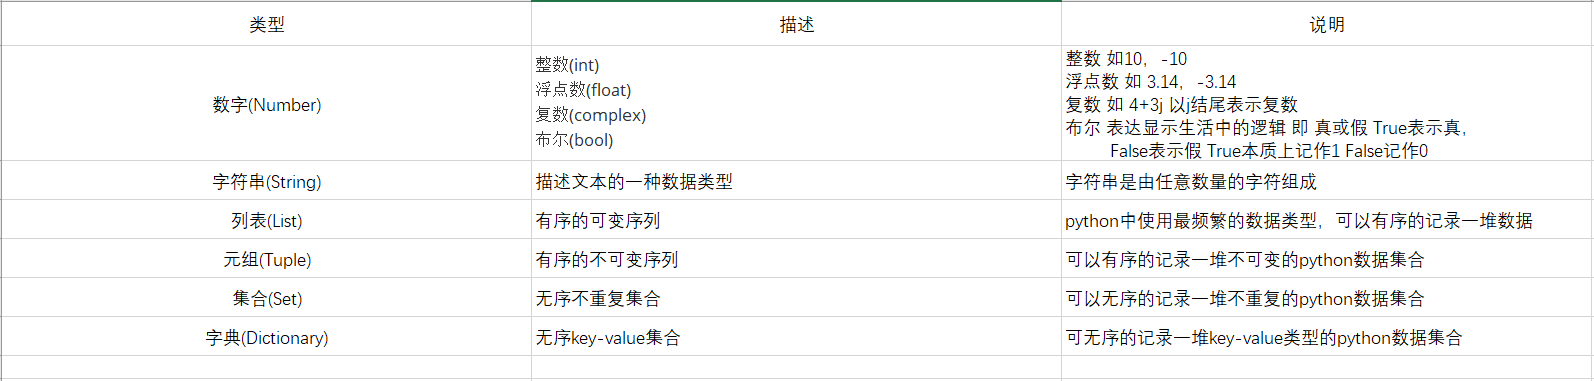 类型 描述 说明
数字(Number)
整数(int)
浮点数(float)
复数(complex)
布尔(bool)
整数 如10，-10
浮点数 如 3.14，-3.14
复数 如 4+3j 以j结尾表示复数
布尔 表达显示生活中的逻辑 即 真或假 True表示真，
False表示假 True本质上记作1 False记作0
字符串(String) 描述文本的一种数据类型 字符串是由任意数量的字符组成
列表(List) 有序的可变序列 python中使用最频繁的数据类型，可以有序的记录一堆数据
元组(Tuple) 有序的不可变序列 可以有序的记录一堆不可变的python数据集合
集合(Set) 无序不重复集合 可以无序的记录一堆不重复的python数据集合
字典(Dictionary) 无序key-value集合 可无序的记录一堆key-value类型的python数据集合